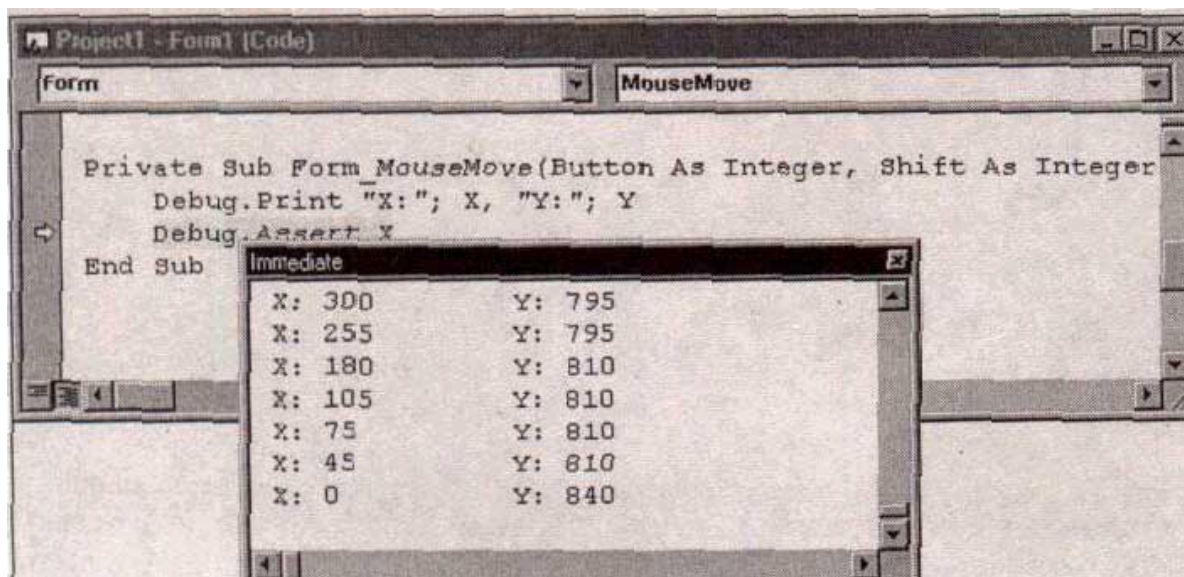 Project1 - Form1 (Code)
Form MouseMove
Private Sub Form_MouseMove(Button As Integer, Shift As Integer
Debug.Print "X:"; X, "Y:"; Y
Debug.Assert X
End Sub
Immediate
X: 300 Y: 795
X: 255 Y: 795
X: 180 Y: 810
X: 105 Y: 810
X: 75 Y: 810
X: 45 Y: 810
X: 0 Y: 840